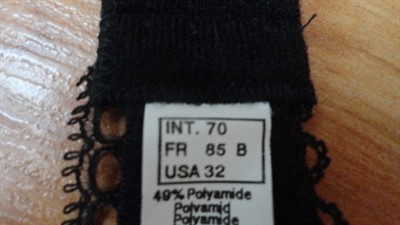 INT. 70
FR 85 B
USA 32
49% Polyamide
Polyamid
Polyamide